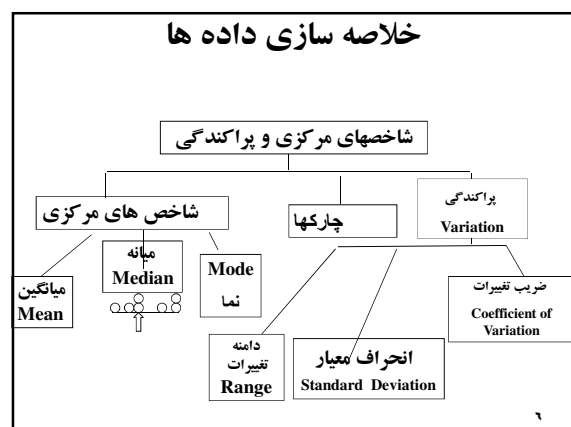 خلاصه سازی داده ها
شاخصهای مرکزی و پراکندگی
شاخص های مرکزی
چارکها
پراکندگی
Variation
میانگین
Mean
میانه
Median
Mode
نما
دامنه
تغییرات
Range
انحراف معیار
Standard Deviation
ضریب تغییرات
Coefficient of
Variation
٦